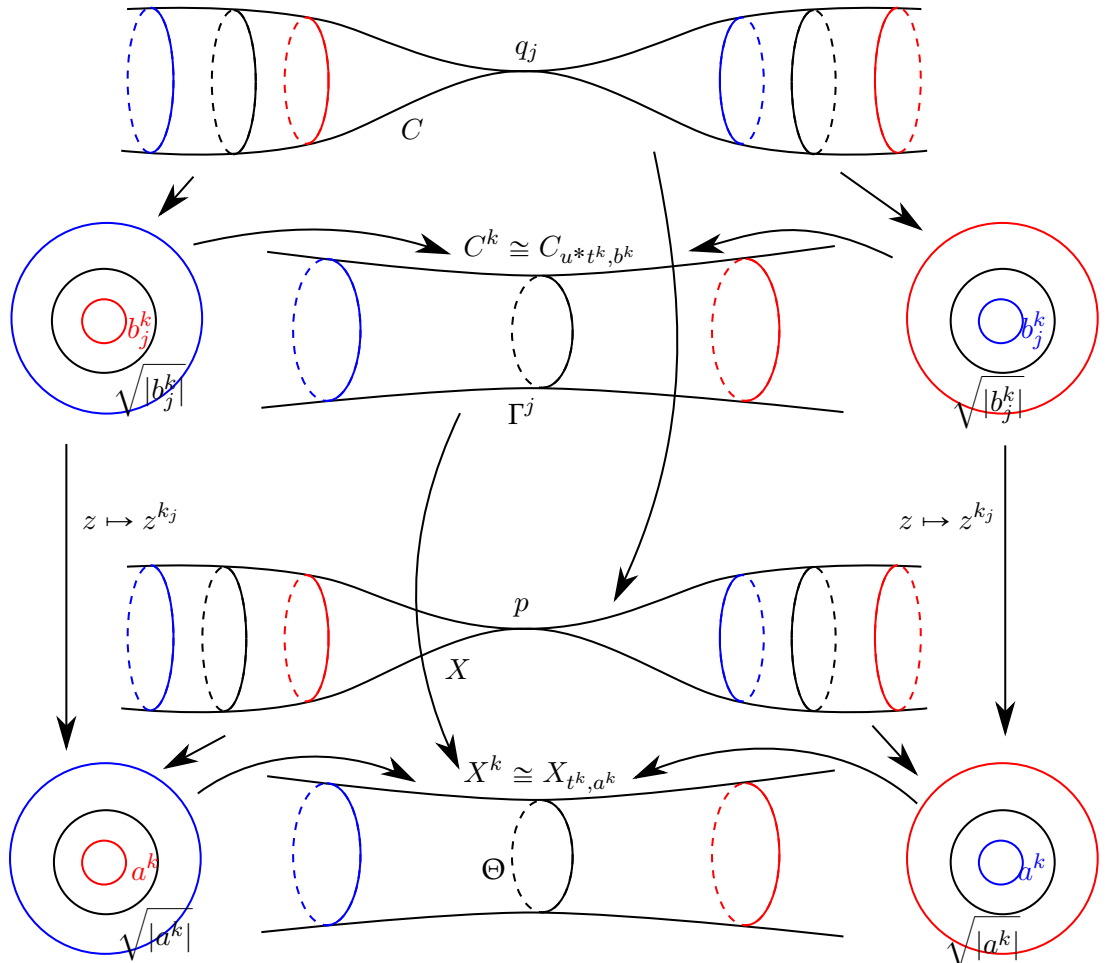 q_j
C
C^k ≅ C_{u*t^k,b^k}
b_j^k
b_j^k
√|b_j^k|
√|b_j^k|
Γ^j
z ↦ z^{k_j}
z ↦ z^{k_j}
p
X
X^k ≅ X_{t^k,a^k}
Θ
a^k
a^k
√|a^k|
√|a^k|